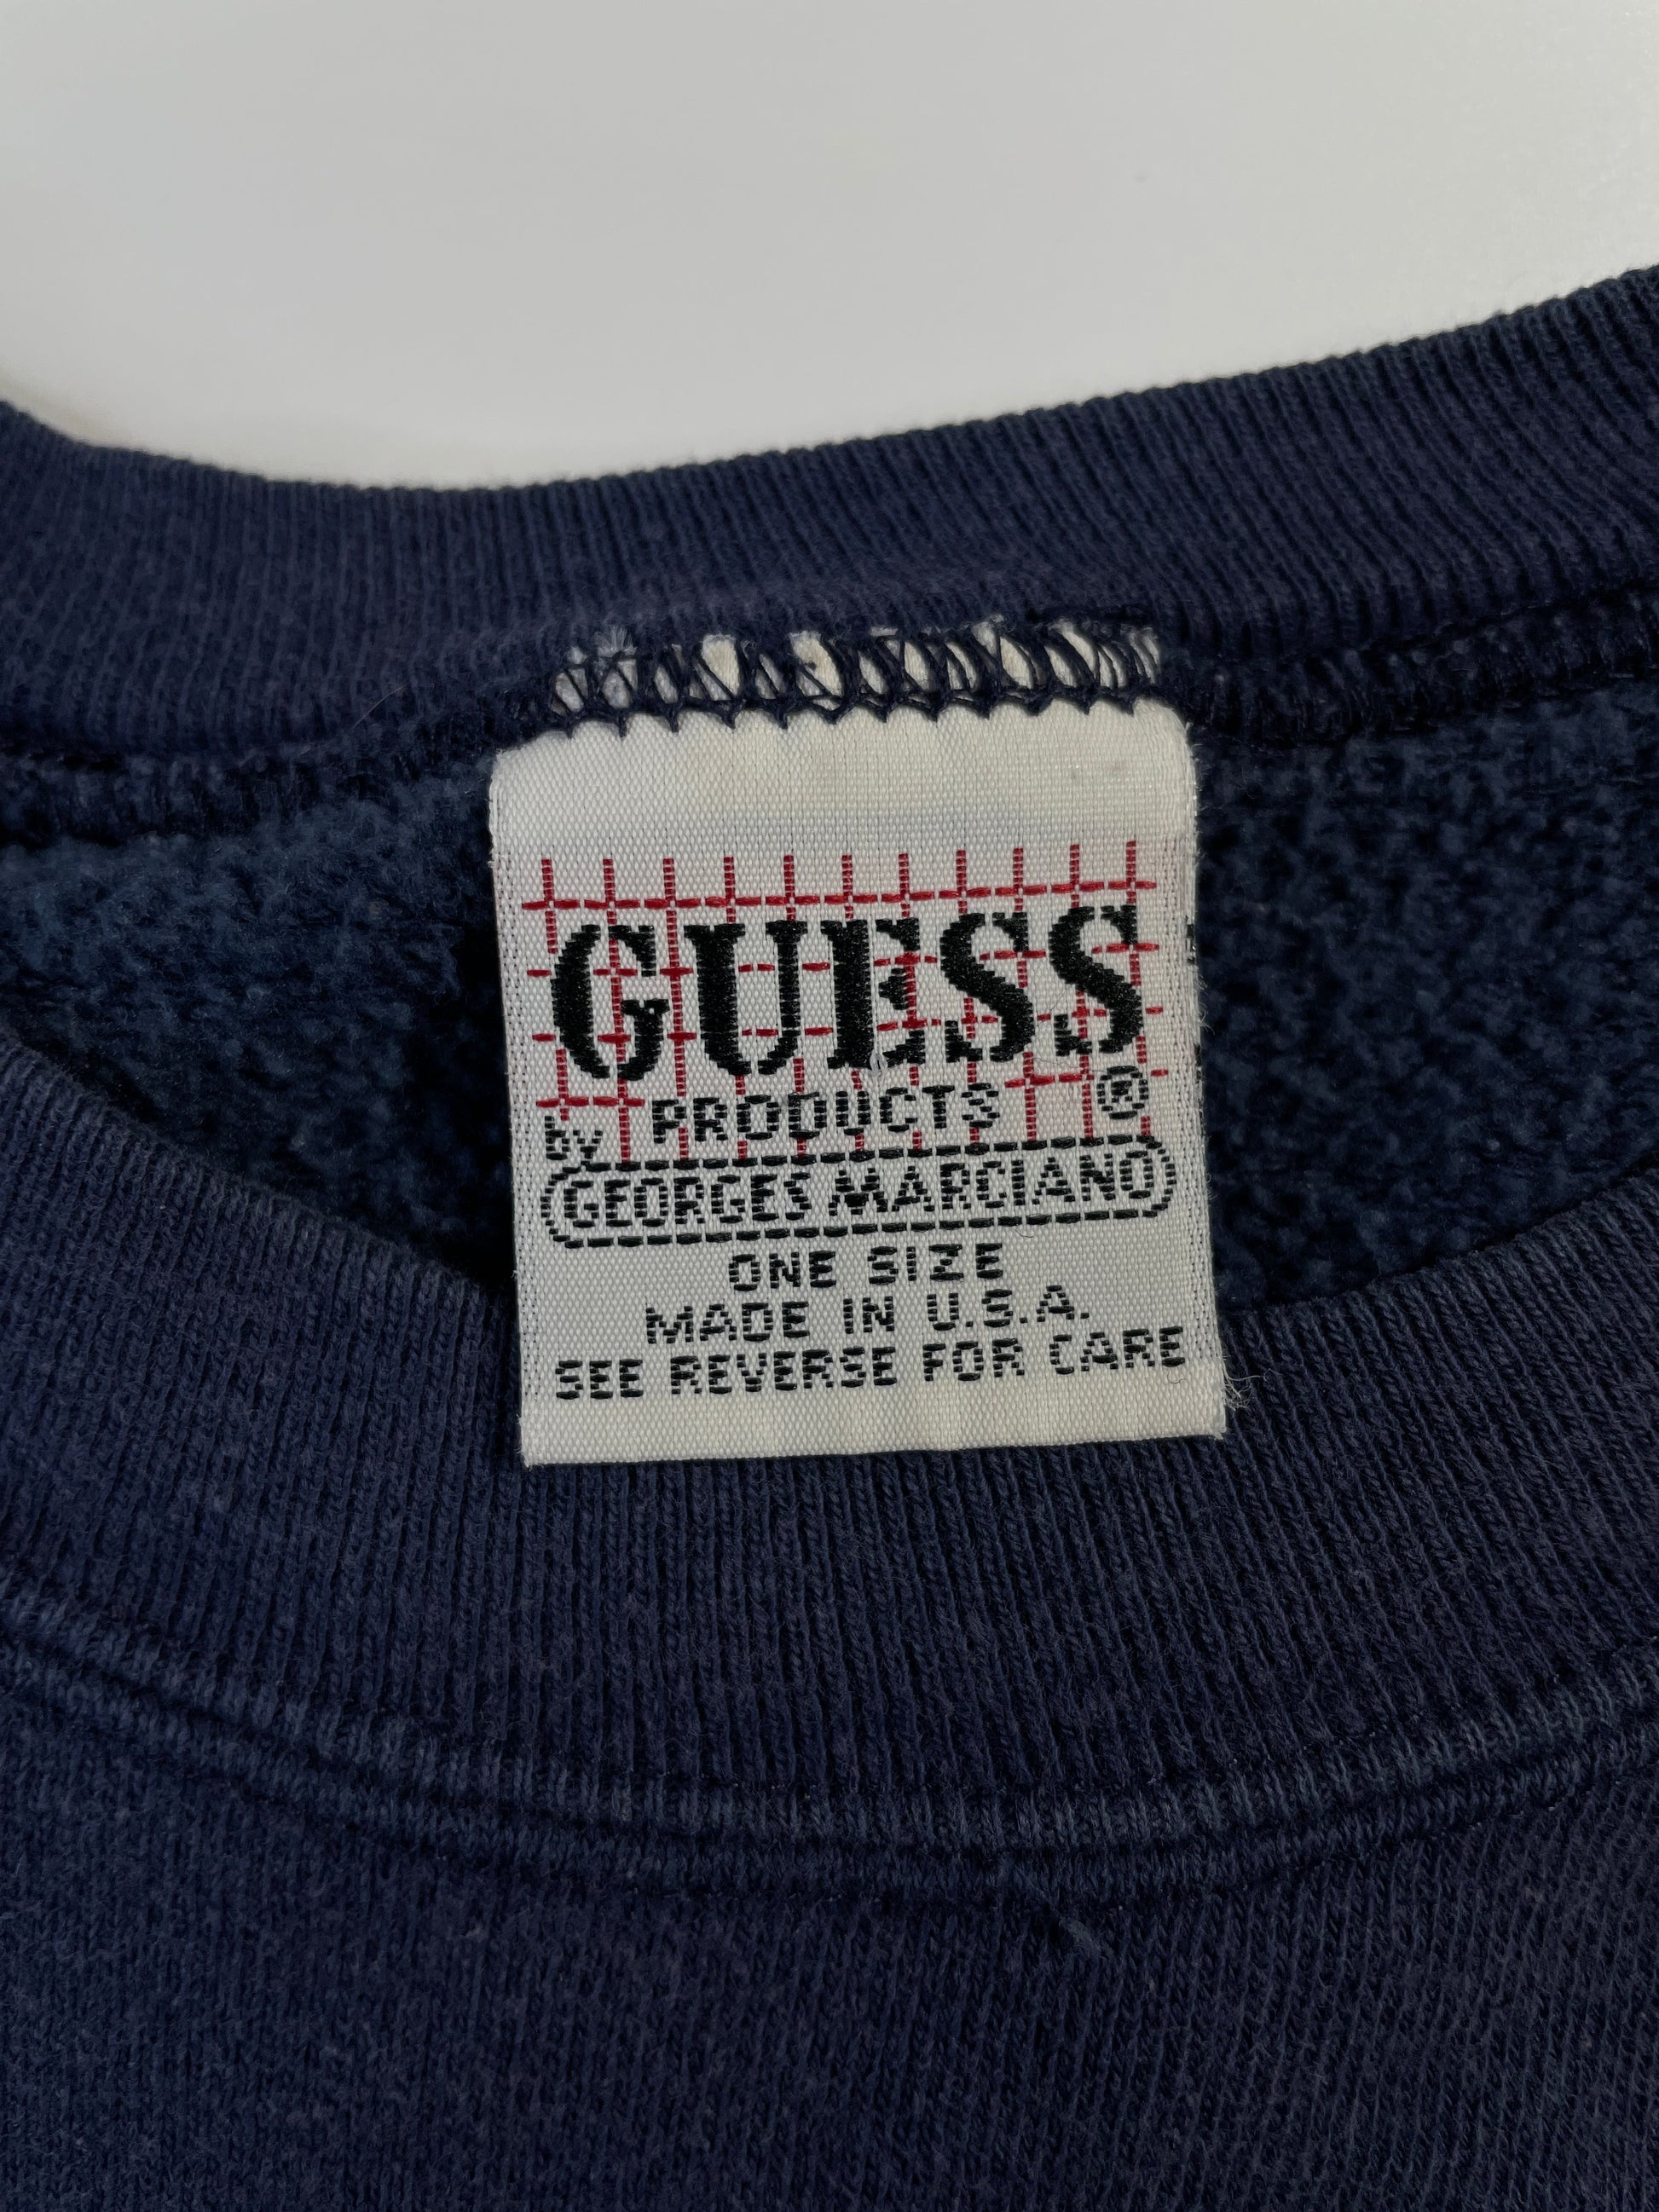 GUESS
PRODUCTS ®
by
GEORGES MARCIANO
ONE SIZE
MADE IN U.S.A.
SEE REVERSE FOR CARE